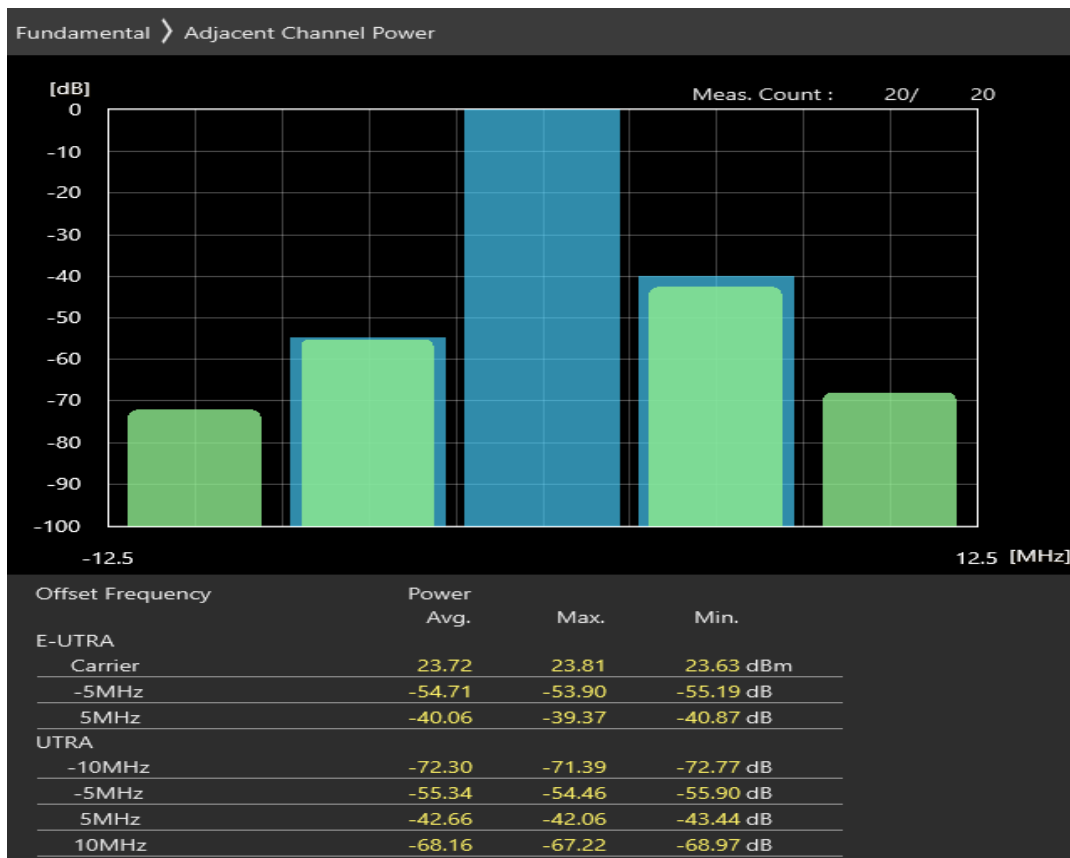 Fundamental 〉 Adjacent Channel Power
[dB]
Meas. Count : 20/ 20
0
-10
-20
-30
-40
-50
-60
-70
-80
-90
-100
-12.5 12.5 [MHz]
Offset Frequency Power
Avg. Max. Min.
E-UTRA
Carrier 23.72 23.81 23.63 dBm
-5MHz -54.71 -53.90 -55.19 dB
5MHz -40.06 -39.37 -40.87 dB
UTRA
-10MHz -72.30 -71.39 -72.77 dB
-5MHz -55.34 -54.46 -55.90 dB
5MHz -42.66 -42.06 -43.44 dB
10MHz -68.16 -67.22 -68.97 dB